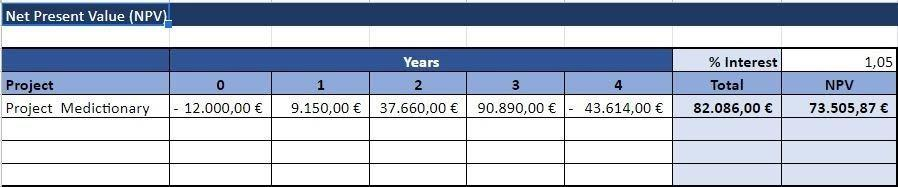 Net Present Value (NPV)
Years % Interest 1,05
Project 0 1 2 3 4 Total NPV
Project Medictionary - 12.000,00 € 9.150,00 € 37.660,00 € 90.890,00 € - 43.614,00 € 82.086,00 € 73.505,87 €